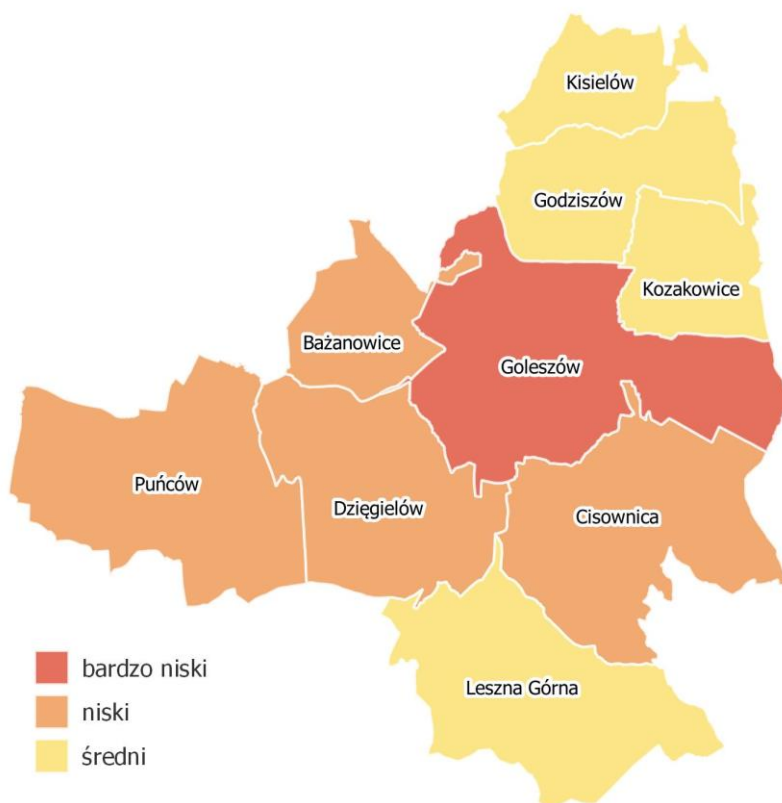 Kisielów
Godziszów
Kozakowice
Bażanowice
Goleszów
Puńców
Dzięgielów
Cisownica
Leszna Górna
bardzo niski
niski
średni